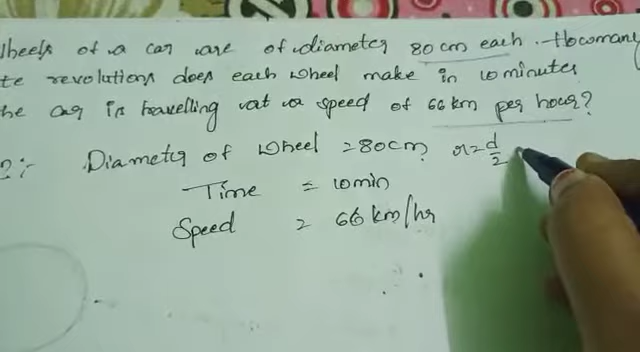 wheels of a car are of diameter 80 cm each. How many
te revolutions does each wheel make in 10 minutes
he car is travelling at a speed of 66 km per hour?
Diameter of wheel = 80cm r = d/2
Time = 10min
Speed = 66 km/hr